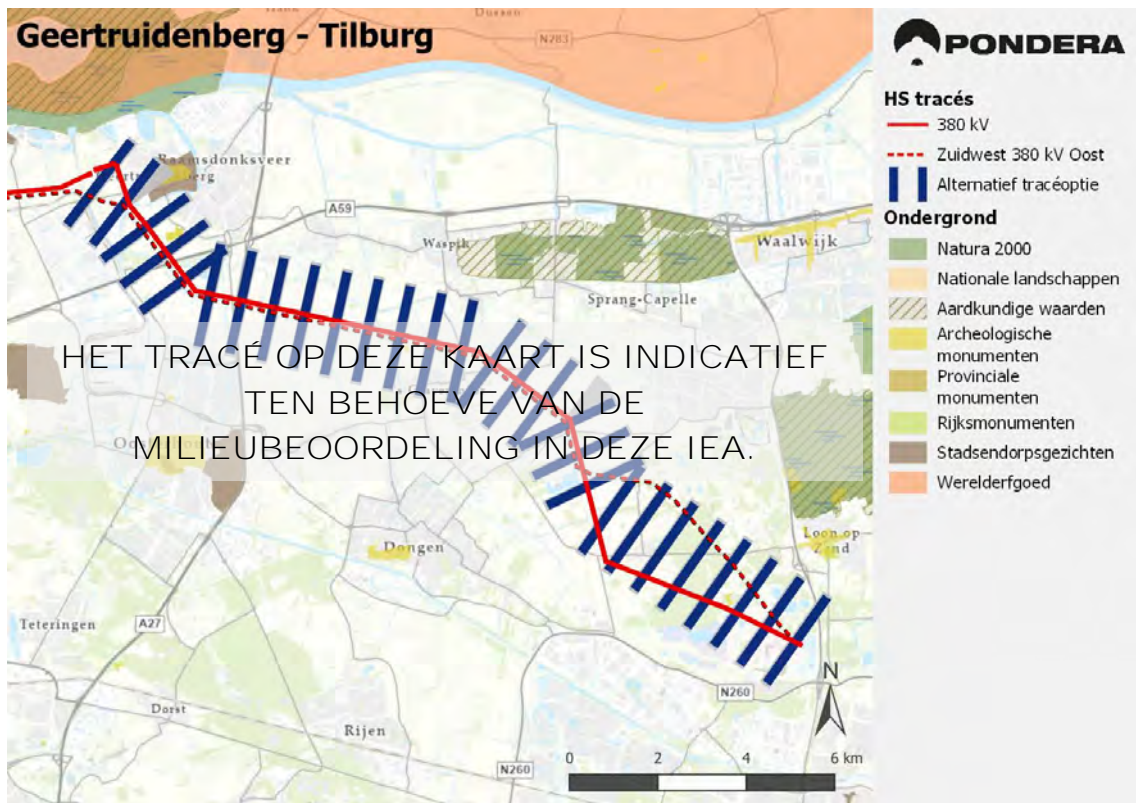 Geertruidenberg - Tilburg
PONDERA
HS tracés
380 kV
Zuidwest 380 kV Oost
Alternatief tracéoptie
Ondergrond
Natura 2000
Nationale landschappen
Aardkundige waarden
Archeologische
monumenten
Provinciale
monumenten
Rijksmonumenten
Stadsendorpsgezichten
Werelderfgoed
Dussen
N283
Raamsdonksveer
A59
Waspik
Waalwijk
Sprang-Capelle
HET TRACÉ OP DEZE KAART IS INDICATIEF
TEN BEHOEVE VAN DE
MILIEUBEOORDELING IN DEZE IEA.
Dongen
Loon op
Zand
Teteringen
A27
N260
Dorst
Rijen
N260
N
0 2 4 6 km